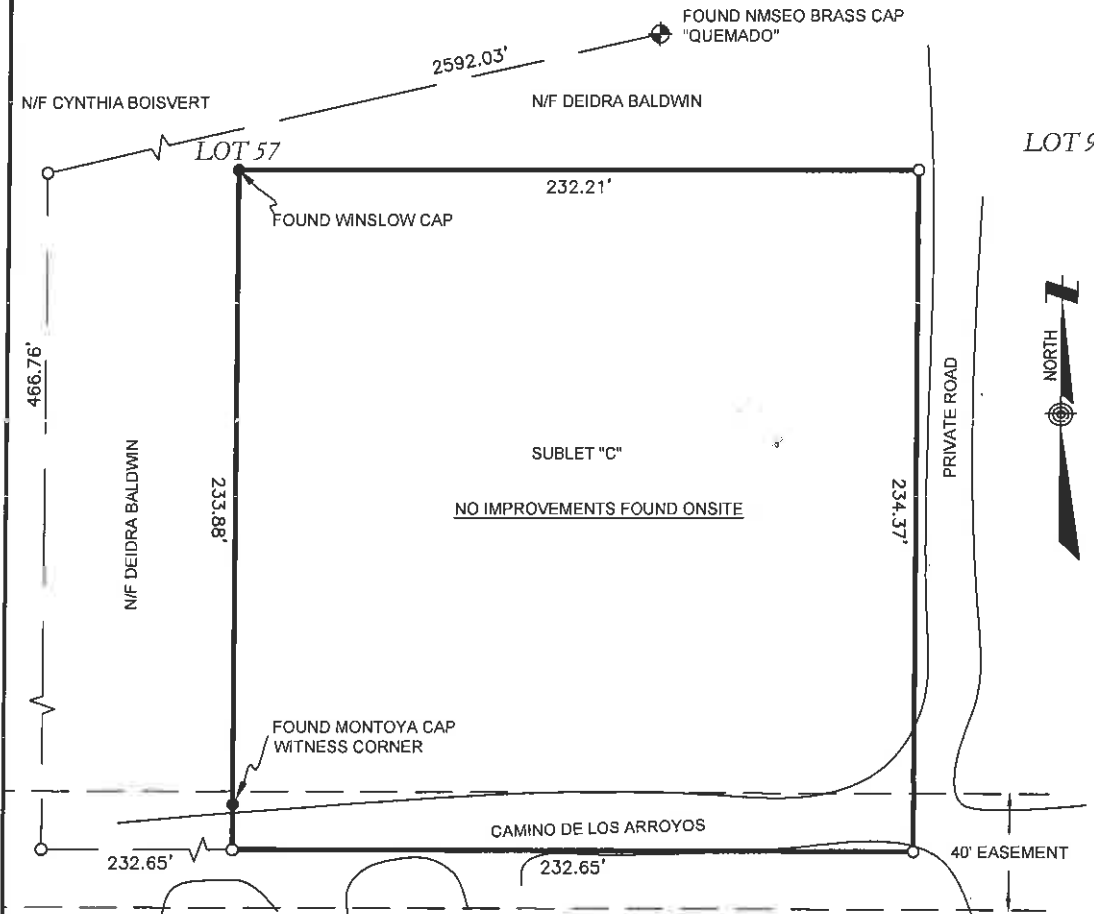 FOUND NMSEO BRASS CAP
"QUEMADO"
2592.03'
N/F CYNTHIA BOISVERT
N/F DEIDRA BALDWIN
LOT 57
LOT 9
232.21'
FOUND WINSLOW CAP
466.76'
N/F DEIDRA BALDWIN
233.88'
SUBLET "C"
NO IMPROVEMENTS FOUND ONSITE
234.37'
PRIVATE ROAD
NORTH
FOUND MONTOYA CAP
WITNESS CORNER
CAMINO DE LOS ARROYOS
232.65'
232.65'
40' EASEMENT